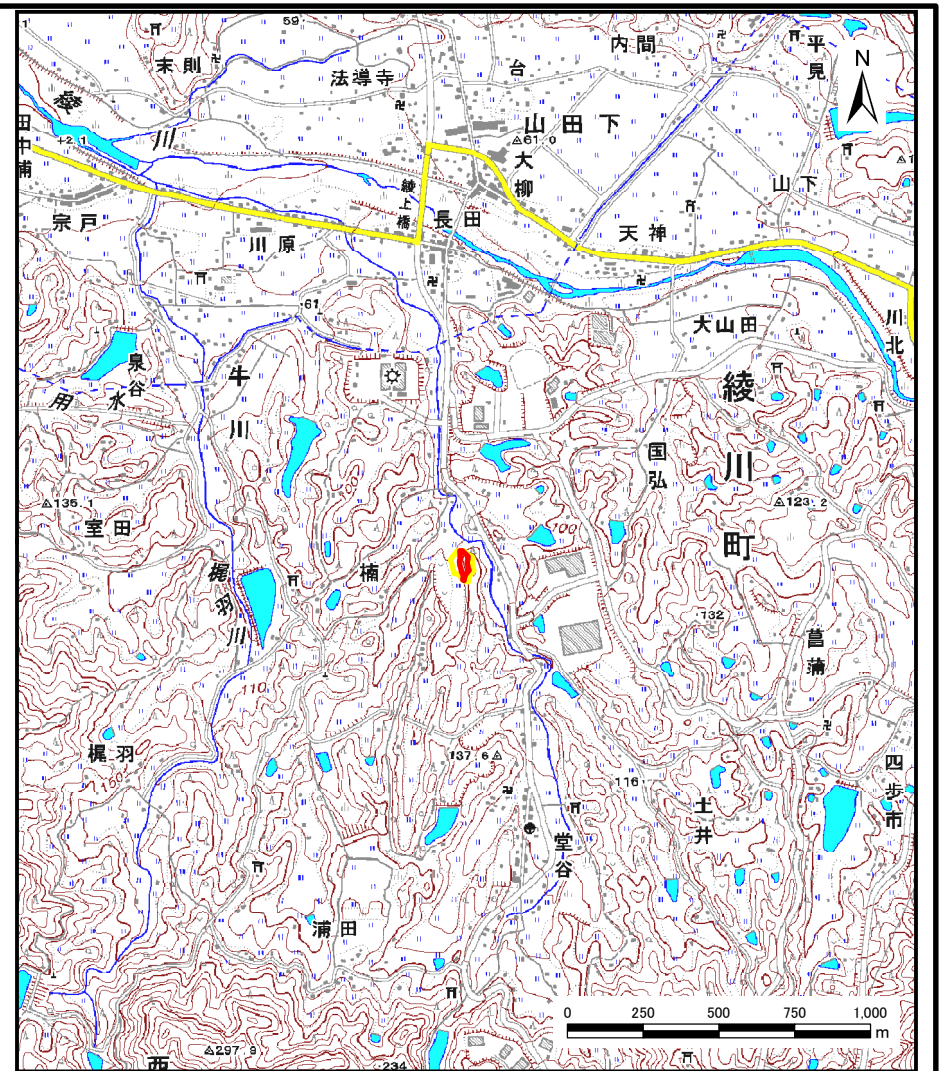 59
末則
法導寺
台
内間
平見
N
綾川
山田下
61.0
大柳
田中浦
+2.1
綾上橋
長田
山下
宗戸
川原
天神
61
大山田
川北
泉谷
用水
牛川
綾川町
国弘
135.1
室田
100
123.2
梶羽川
楠
132
菖蒲
110
梶羽
110
137.6
116
四歩市
土井
堂谷
浦田
0 250 500 750 1,000 m
297.9
西
234